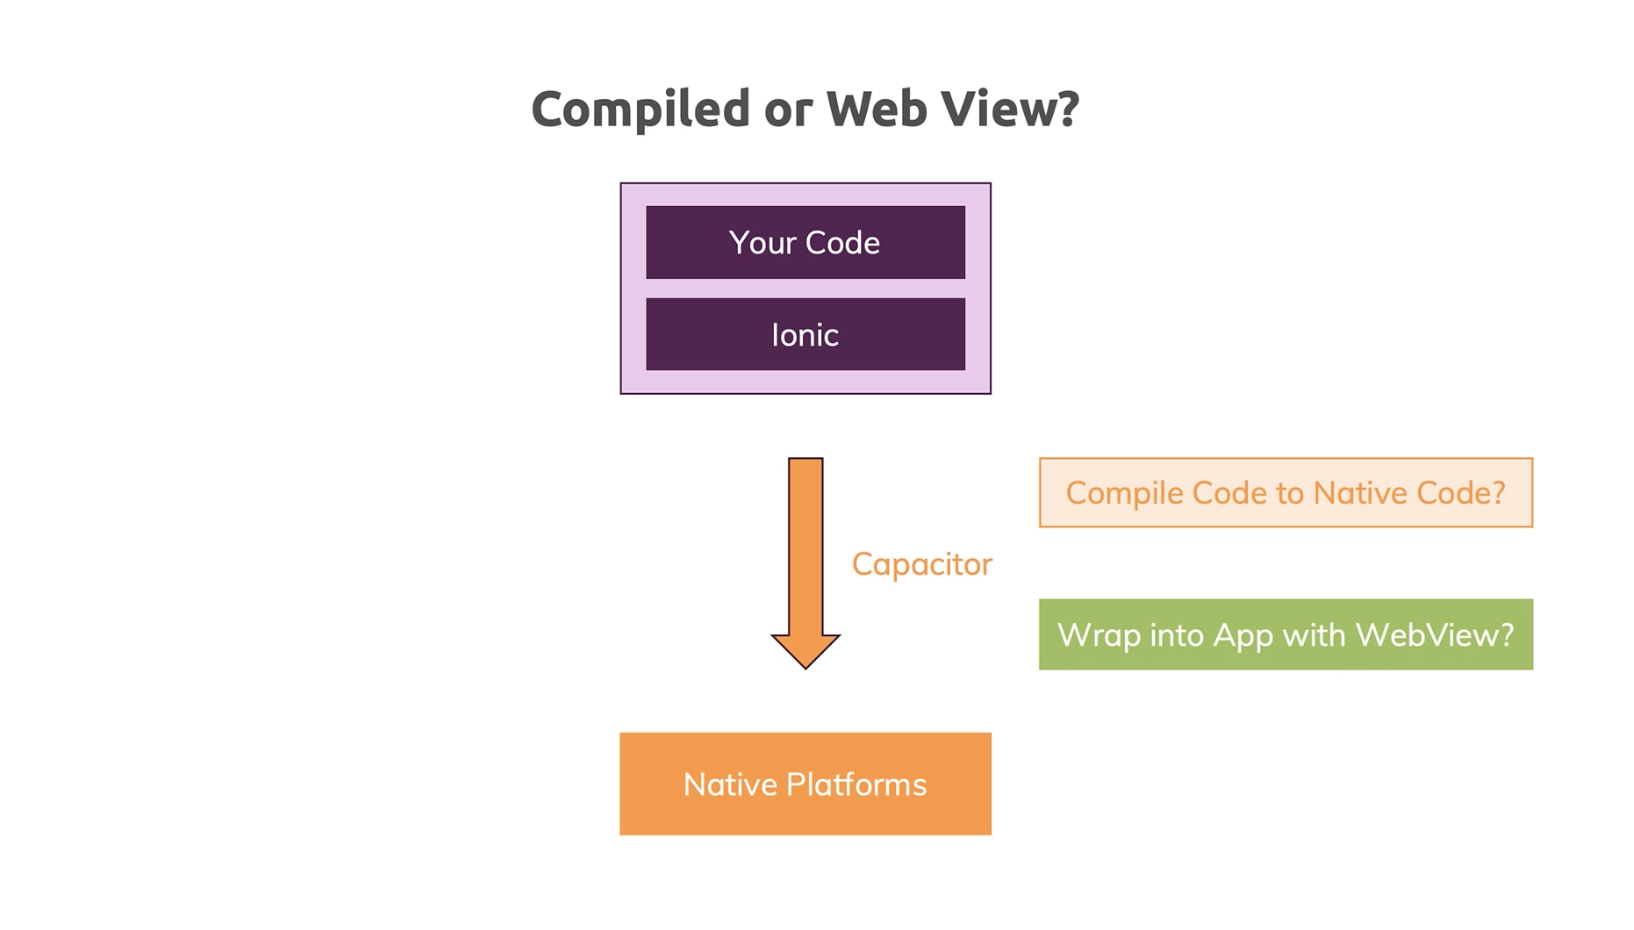 Compiled or Web View?
Your Code
Ionic
Compile Code to Native Code?
Capacitor
Wrap into App with WebView?
Native Platforms